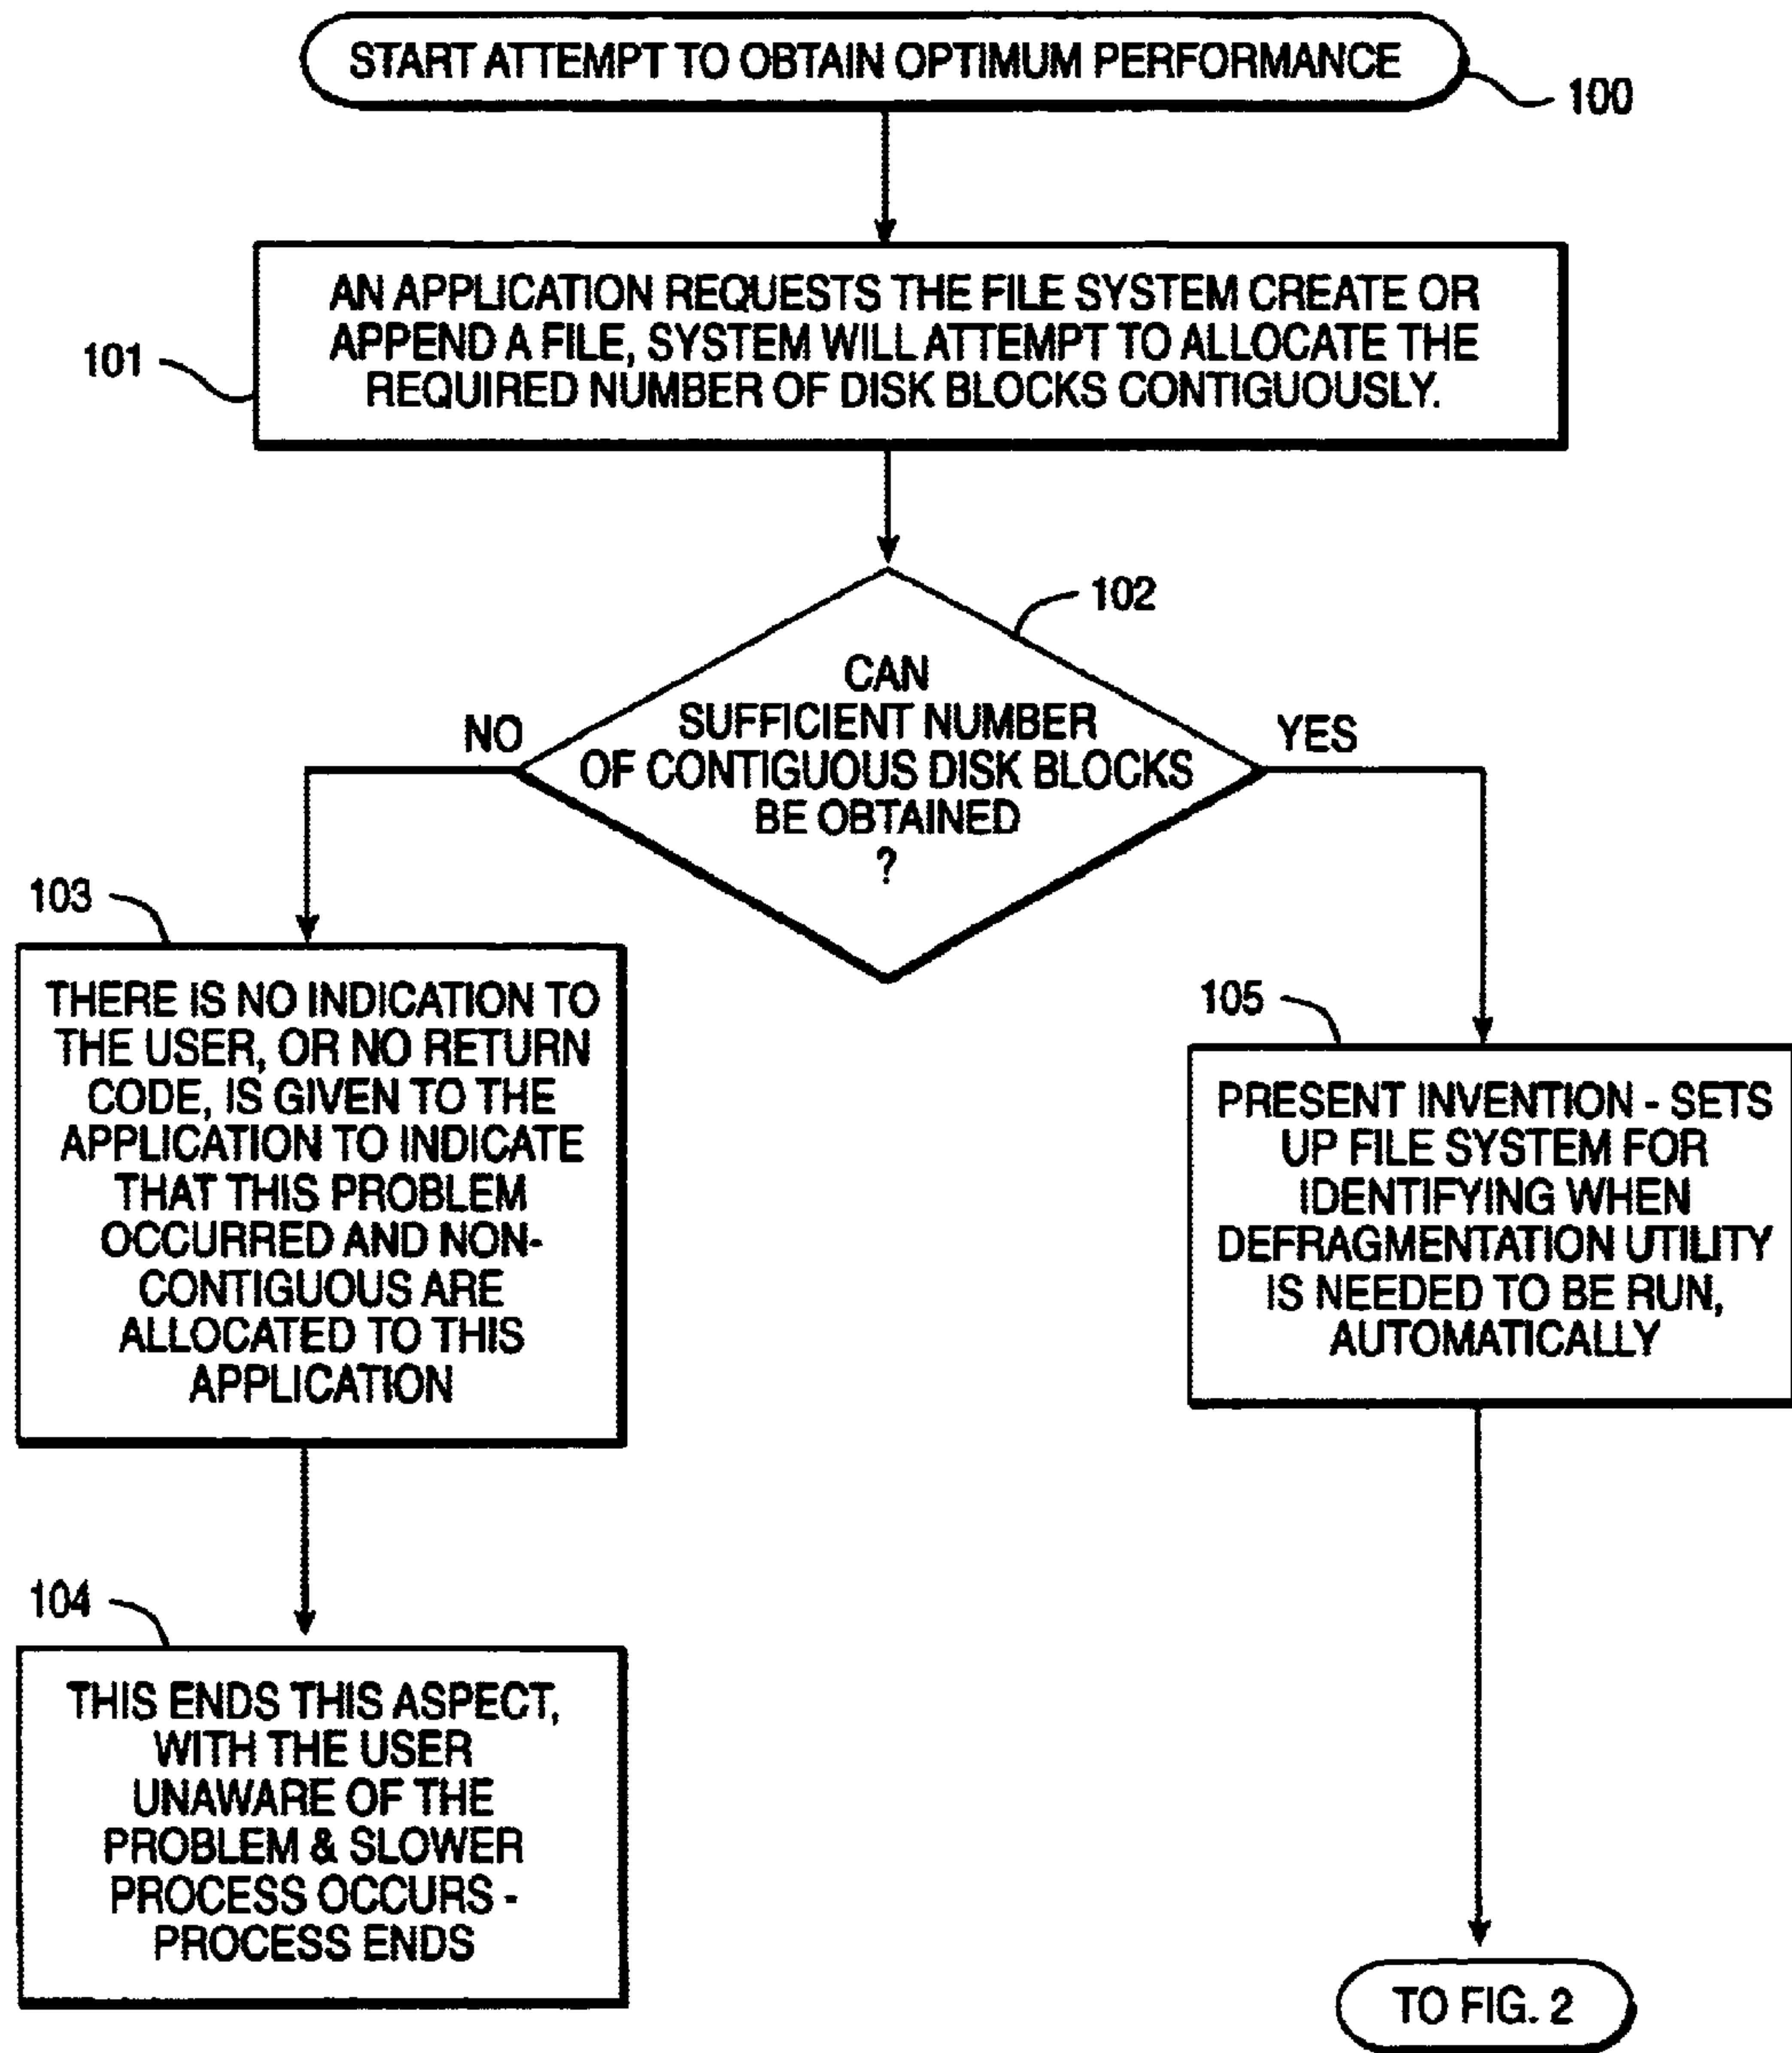 START ATTEMPT TO OBTAIN OPTIMUM PERFORMANCE
100
AN APPLICATION REQUESTS THE FILE SYSTEM CREATE OR
APPEND A FILE, SYSTEM WILL ATTEMPT TO ALLOCATE THE
REQUIRED NUMBER OF DISK BLOCKS CONTIGUOUSLY.
101
102
CAN
SUFFICIENT NUMBER
OF CONTIGUOUS DISK BLOCKS
BE OBTAINED
?
NO
YES
103
THERE IS NO INDICATION TO
THE USER, OR NO RETURN
CODE, IS GIVEN TO THE
APPLICATION TO INDICATE
THAT THIS PROBLEM
OCCURRED AND NON-
CONTIGUOUS ARE
ALLOCATED TO THIS
APPLICATION
105
PRESENT INVENTION - SETS
UP FILE SYSTEM FOR
IDENTIFYING WHEN
DEFRAGMENTATION UTILITY
IS NEEDED TO BE RUN,
AUTOMATICALLY
104
THIS ENDS THIS ASPECT,
WITH THE USER
UNAWARE OF THE
PROBLEM & SLOWER
PROCESS OCCURS -
PROCESS ENDS
TO FIG. 2